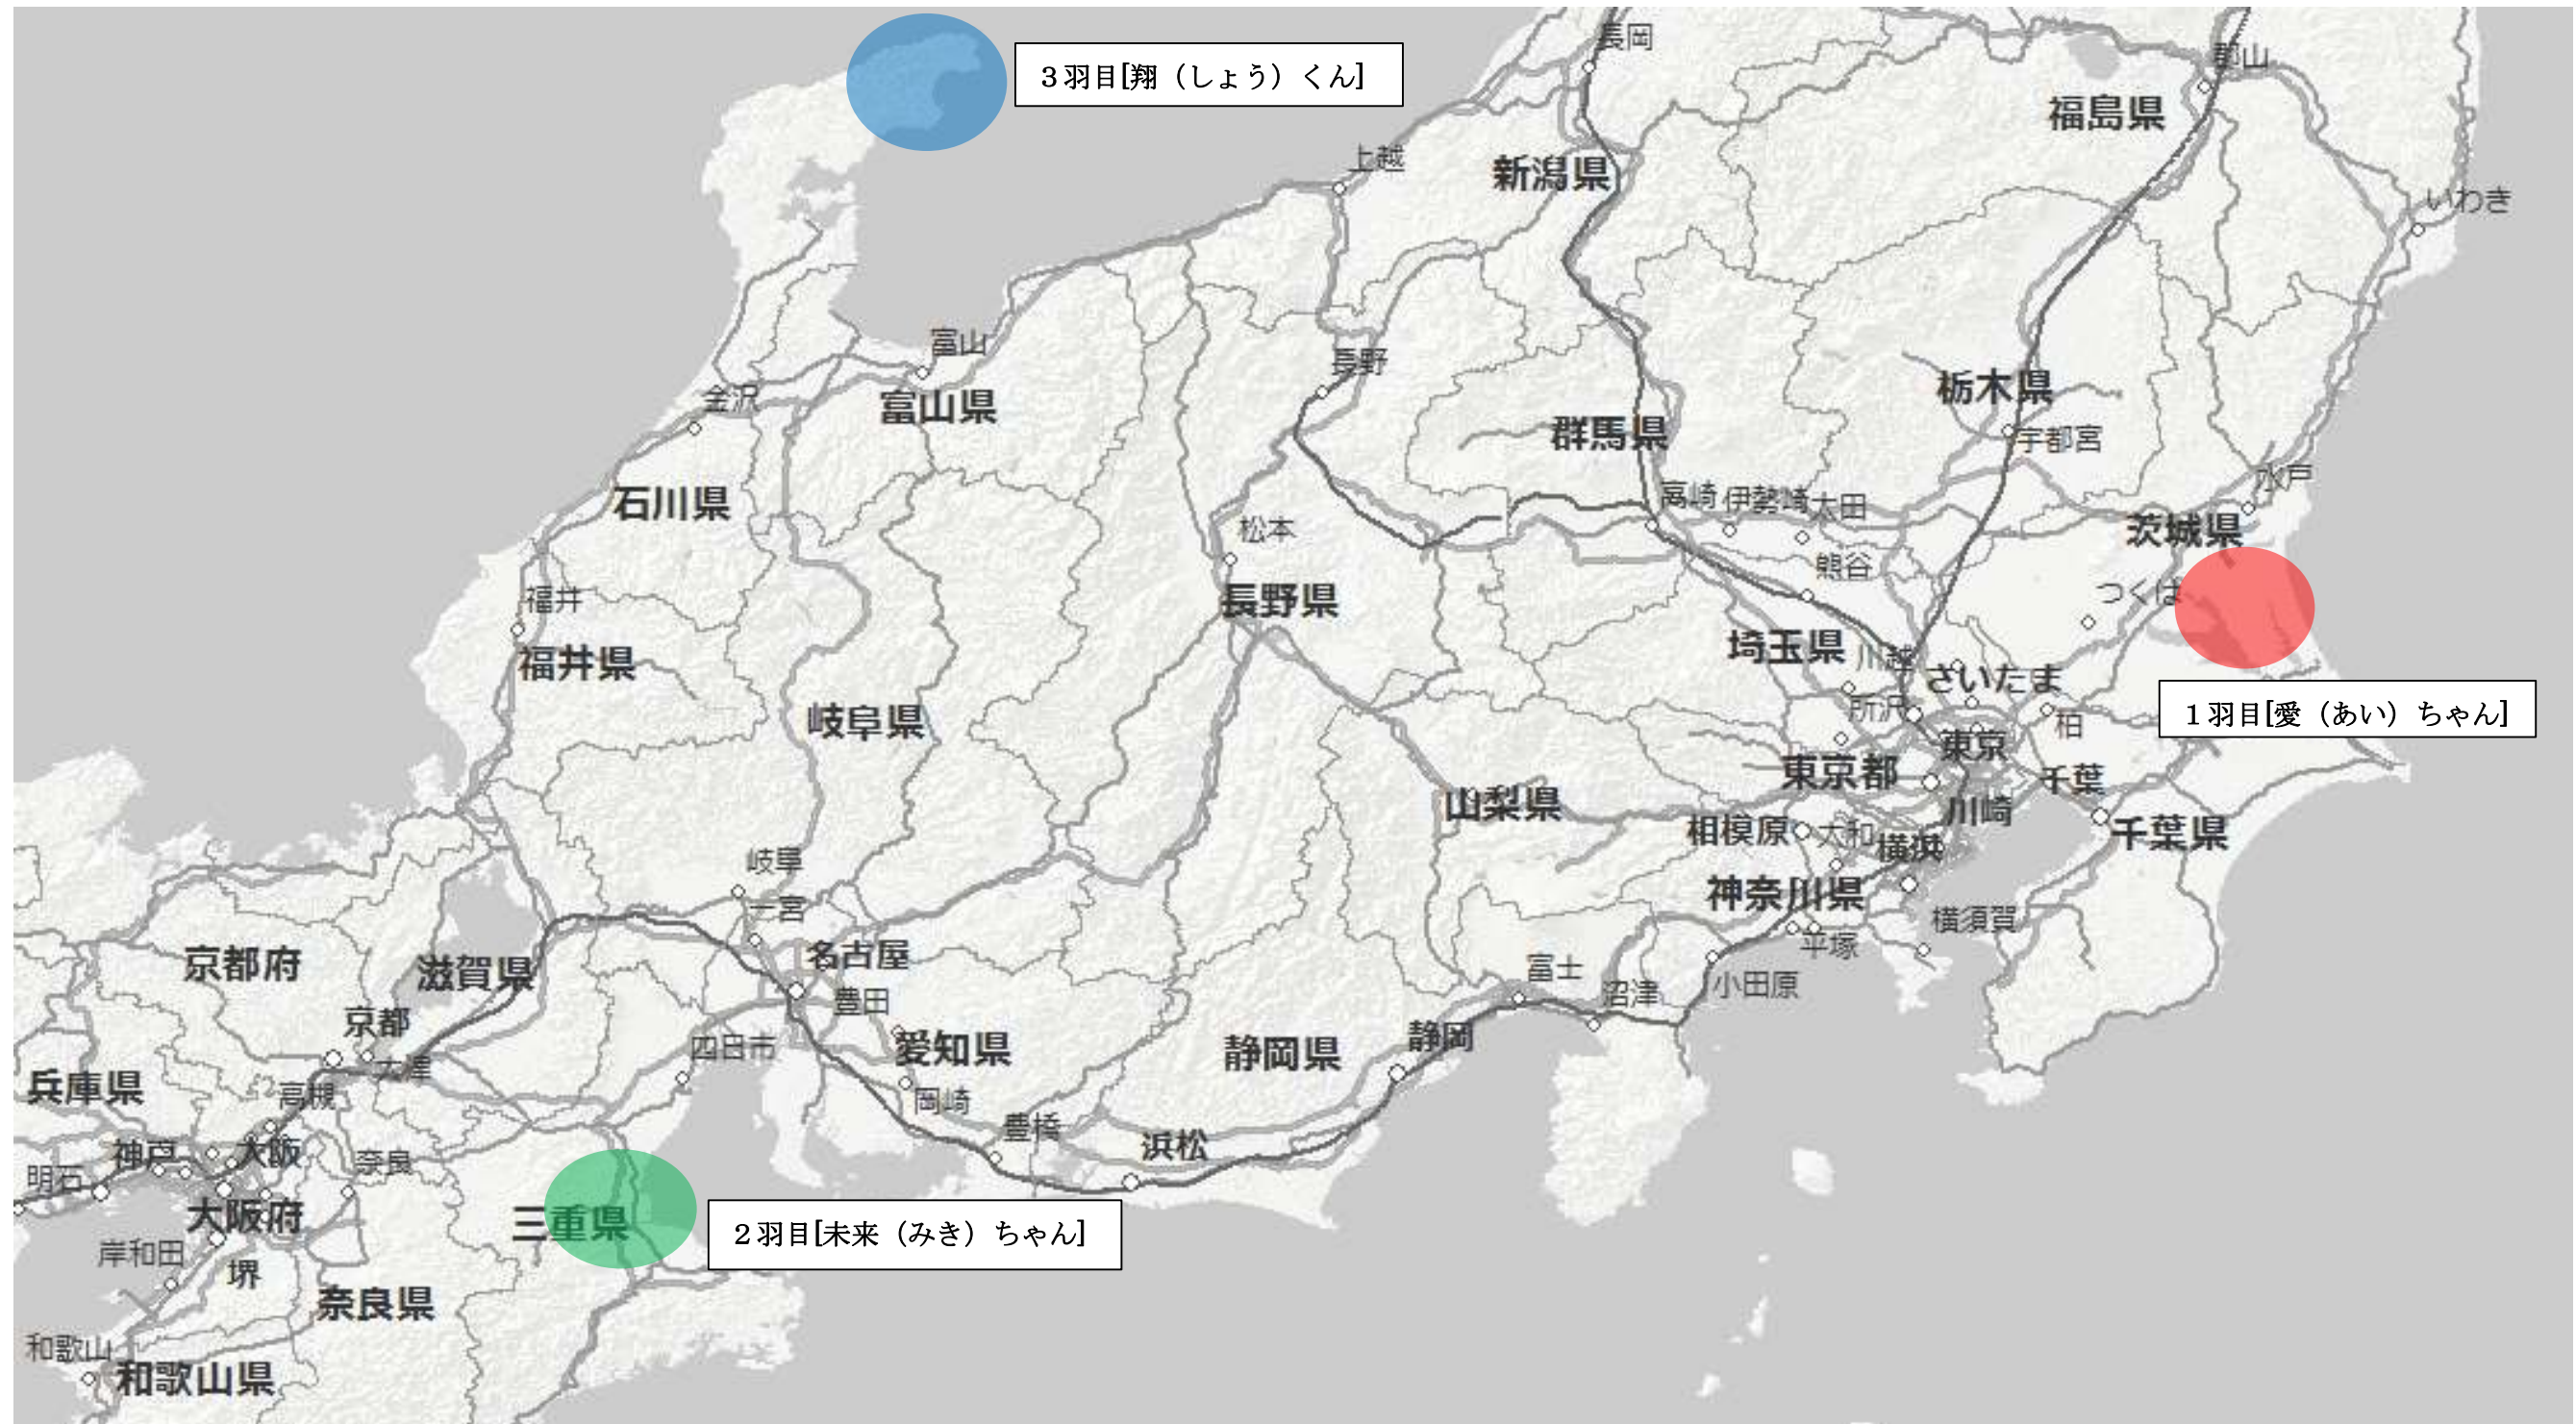 長岡
郡山
3羽目[翔（しょう）くん]
福島県
上越
新潟県
いわき
富山
長野
栃木県
金沢
富山県
群馬県
宇都宮
水戸
石川県
高崎
伊勢崎
太田
松本
茨城県
熊谷
福井
長野県
つくば
福井県
埼玉県
川越
さいたま
岐阜県
所沢
1羽目[愛（あい）ちゃん]
柏
東京
東京都
千葉
山梨県
川崎
相模原
大和
横浜
千葉県
岐阜
神奈川県
一宮
横須賀
平塚
京都府
滋賀県
名古屋
富士
沼津
小田原
豊田
京都
四日市
愛知県
静岡県
静岡
大津
兵庫県
高槻
岡崎
豊橋
浜松
神戸
大阪
奈良
明石
大阪府
三重県
2羽目[未来（みき）ちゃん]
岸和田
堺
奈良県
和歌山
和歌山県